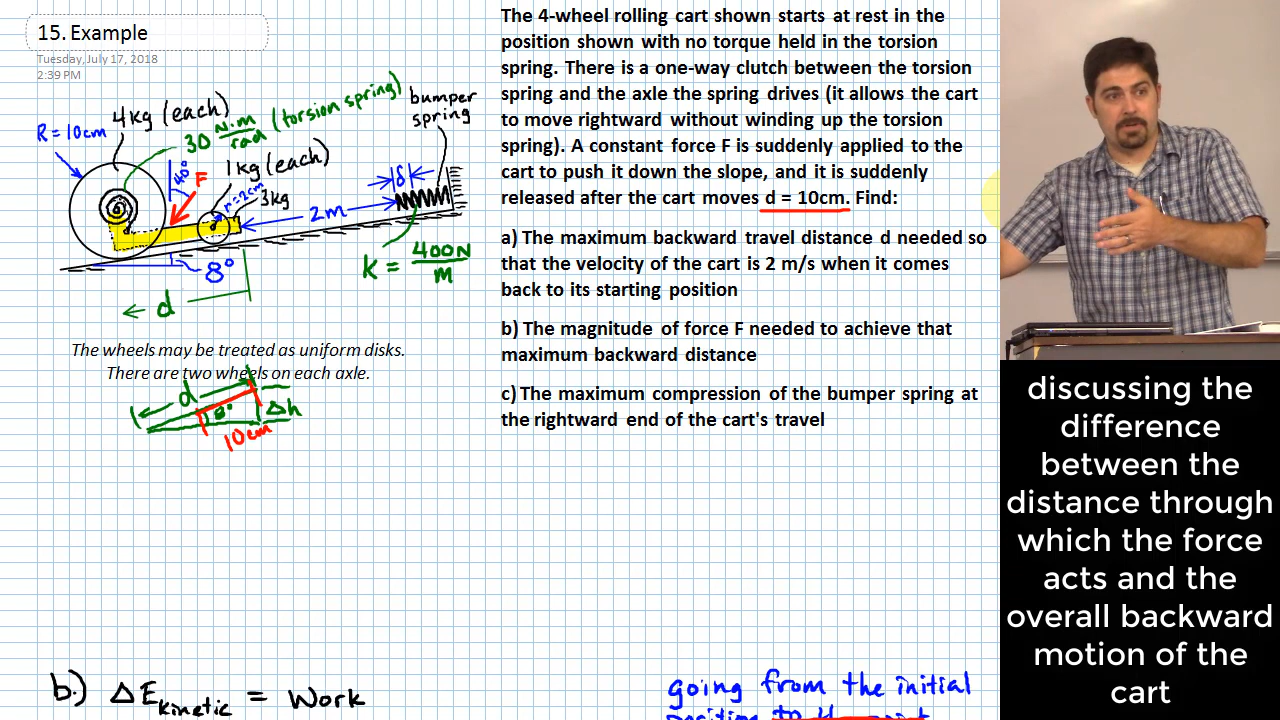 15. Example
Tuesday, July 17, 2018
2:39 PM
The 4-wheel rolling cart shown starts at rest in the
position shown with no torque held in the torsion
spring. There is a one-way clutch between the torsion
spring and the axle the spring drives (it allows the cart
to move rightward without winding up the torsion
spring). A constant force F is suddenly applied to the
cart to push it down the slope, and it is suddenly
released after the cart moves d = 10cm. Find:
a) The maximum backward travel distance d needed so
that the velocity of the cart is 2 m/s when it comes
back to its starting position
b) The magnitude of force F needed to achieve that
maximum backward distance
c) The maximum compression of the bumper spring at
the rightward end of the cart's travel
R = 10cm
4kg (each)
30 N·m/rad (torsion spring)
bumper
spring
40°
F
1kg (each)
r=2cm
3kg
2m
δ
8°
K = 400N/m
d
The wheels may be treated as uniform disks.
There are two wheels on each axle.
d
8°
Δh
10cm
b.) ΔE kinetic = Work
going from the initial
position to the point
discussing the
difference
between the
distance through
which the force
acts and the
overall backward
motion of the
cart